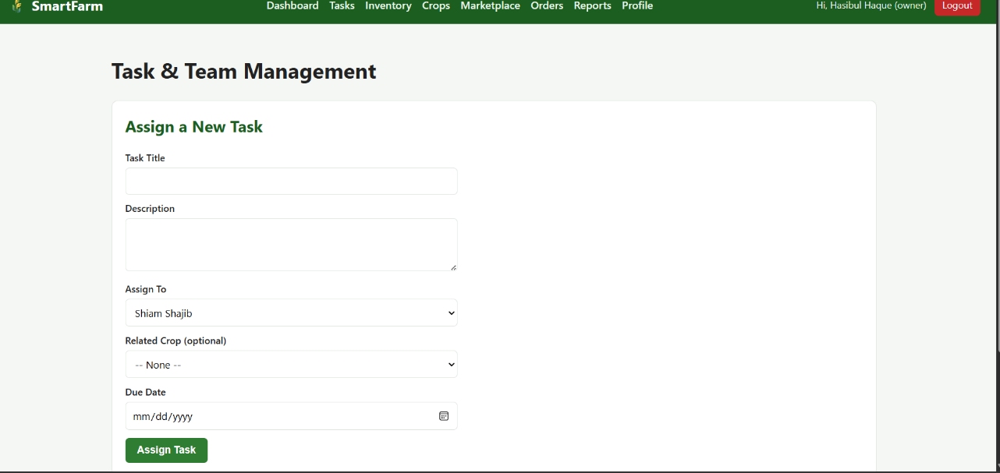 SmartFarm
Dashboard Tasks Inventory Crops Marketplace Orders Reports Profile
Hi, Hasibul Haque (owner) Logout
Task & Team Management
Assign a New Task
Task Title
Description
Assign To
Shiam Shajib
Related Crop (optional)
-- None --
Due Date
mm/dd/yyyy
Assign Task